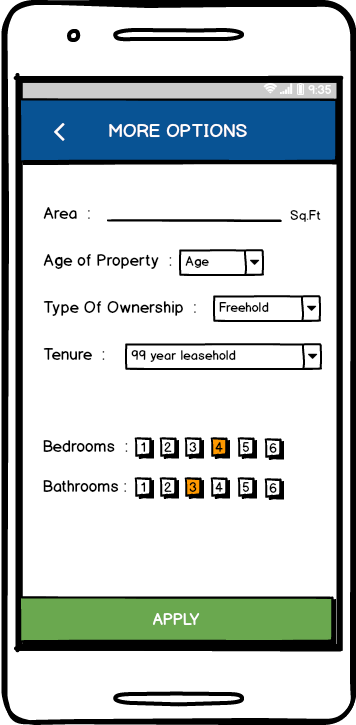 9:35
MORE OPTIONS
Area : Sq.Ft
Age of Property : Age
Type Of Ownership : Freehold
Tenure : 99 year leasehold
Bedrooms : 1 2 3 4 5 6
Bathrooms : 1 2 3 4 5 6
APPLY